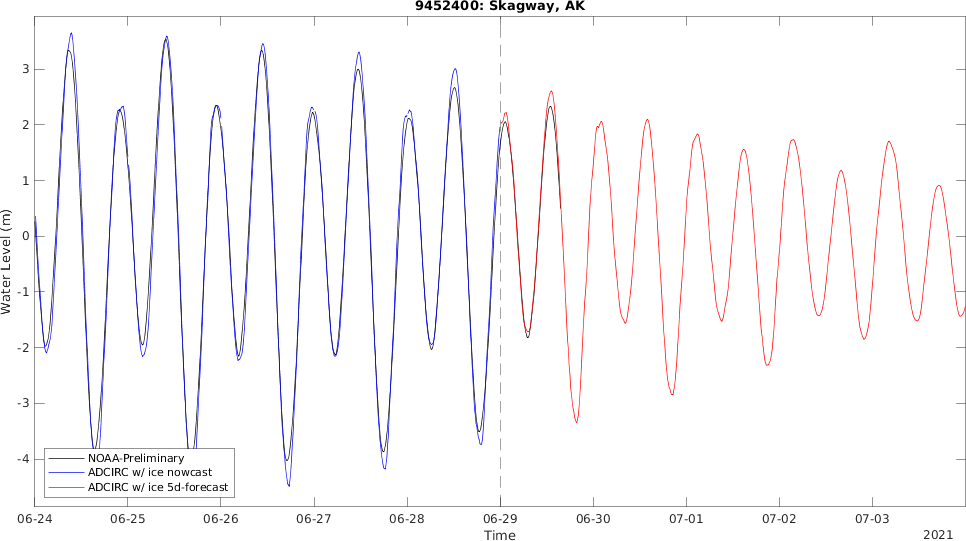 9452400: Skagway, AK
Water Level (m)
3
2
1
0
-1
-2
-3
-4
NOAA-Preliminary
ADCIRC w/ ice nowcast
ADCIRC w/ ice 5d-forecast
06-24 06-25 06-26 06-27 06-28 06-29 06-30 07-01 07-02 07-03
Time
2021